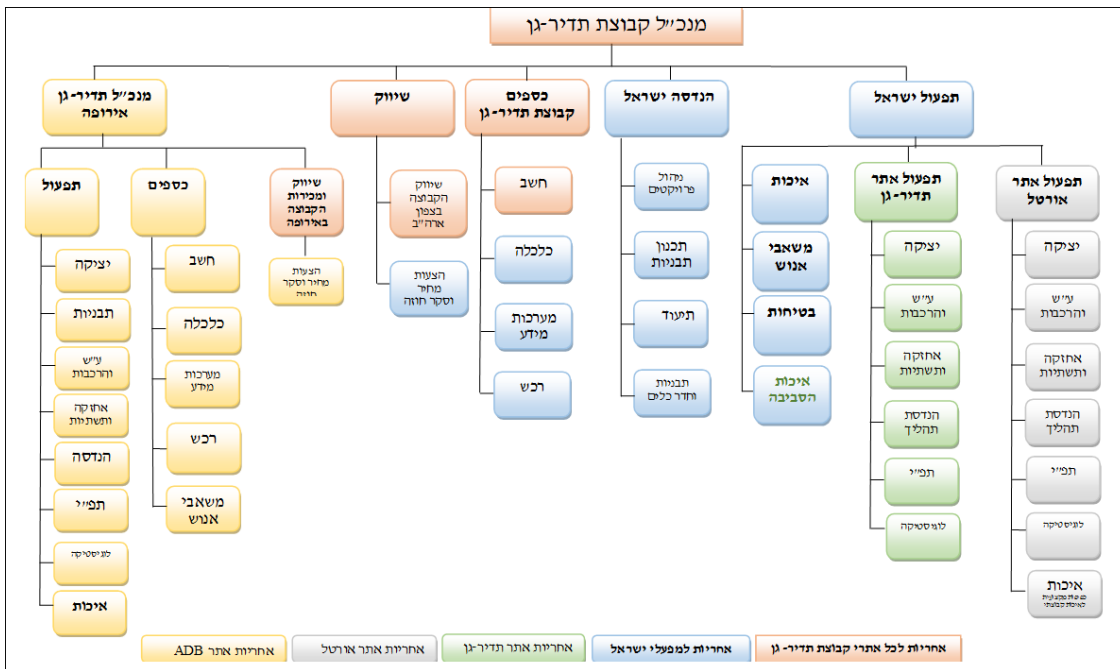 מנכ״ל קבוצת תדיר-גן
תפעול ישראל
הנדסה ישראל
כספים
קבוצת תדיר-גן
שיווק
מנכ״ל תדיר-גן
אירופה
תפעול אתר
אורטל
יציקה
ע״ש
והרכבות
אחזקה
ותשתיות
הנדסת
תהליך
תפ״י
לוגיסטיקה
איכות
תפעול אתר
תדיר-גן
יציקה
ע״ש
והרכבות
אחזקה
ותשתיות
הנדסת
תהליך
תפ״י
לוגיסטיקה
איכות
משאבי
אנוש
בטיחות
איכות
הסביבה
ניהול
פרויקטים
תכנון
תבניות
תיעוד
תבניות
וחדר כלים
חשב
כלכלה
מערכות
מידע
רכש
שיווק
הקבוצה
בצפון
ארה״ב
הצעות
מחיר
וסקר חוזה
שיווק
ומכירות
הקבוצה
באירופה
הצעות
מחיר וסקר
חוזה
כספים
חשב
כלכלה
מערכות
מידע
רכש
משאבי
אנוש
תפעול
יציקה
תבניות
ע״ש
והרכבות
אחזקה
ותשתיות
הנדסה
תפ״י
לוגיסטיקה
איכות
אחריות לכל אתרי קבוצת תדיר- גן
אחריות למפעלי ישראל
אחריות אתר תדיר-גן
אחריות אתר אורטל
אחריות אתר ADB